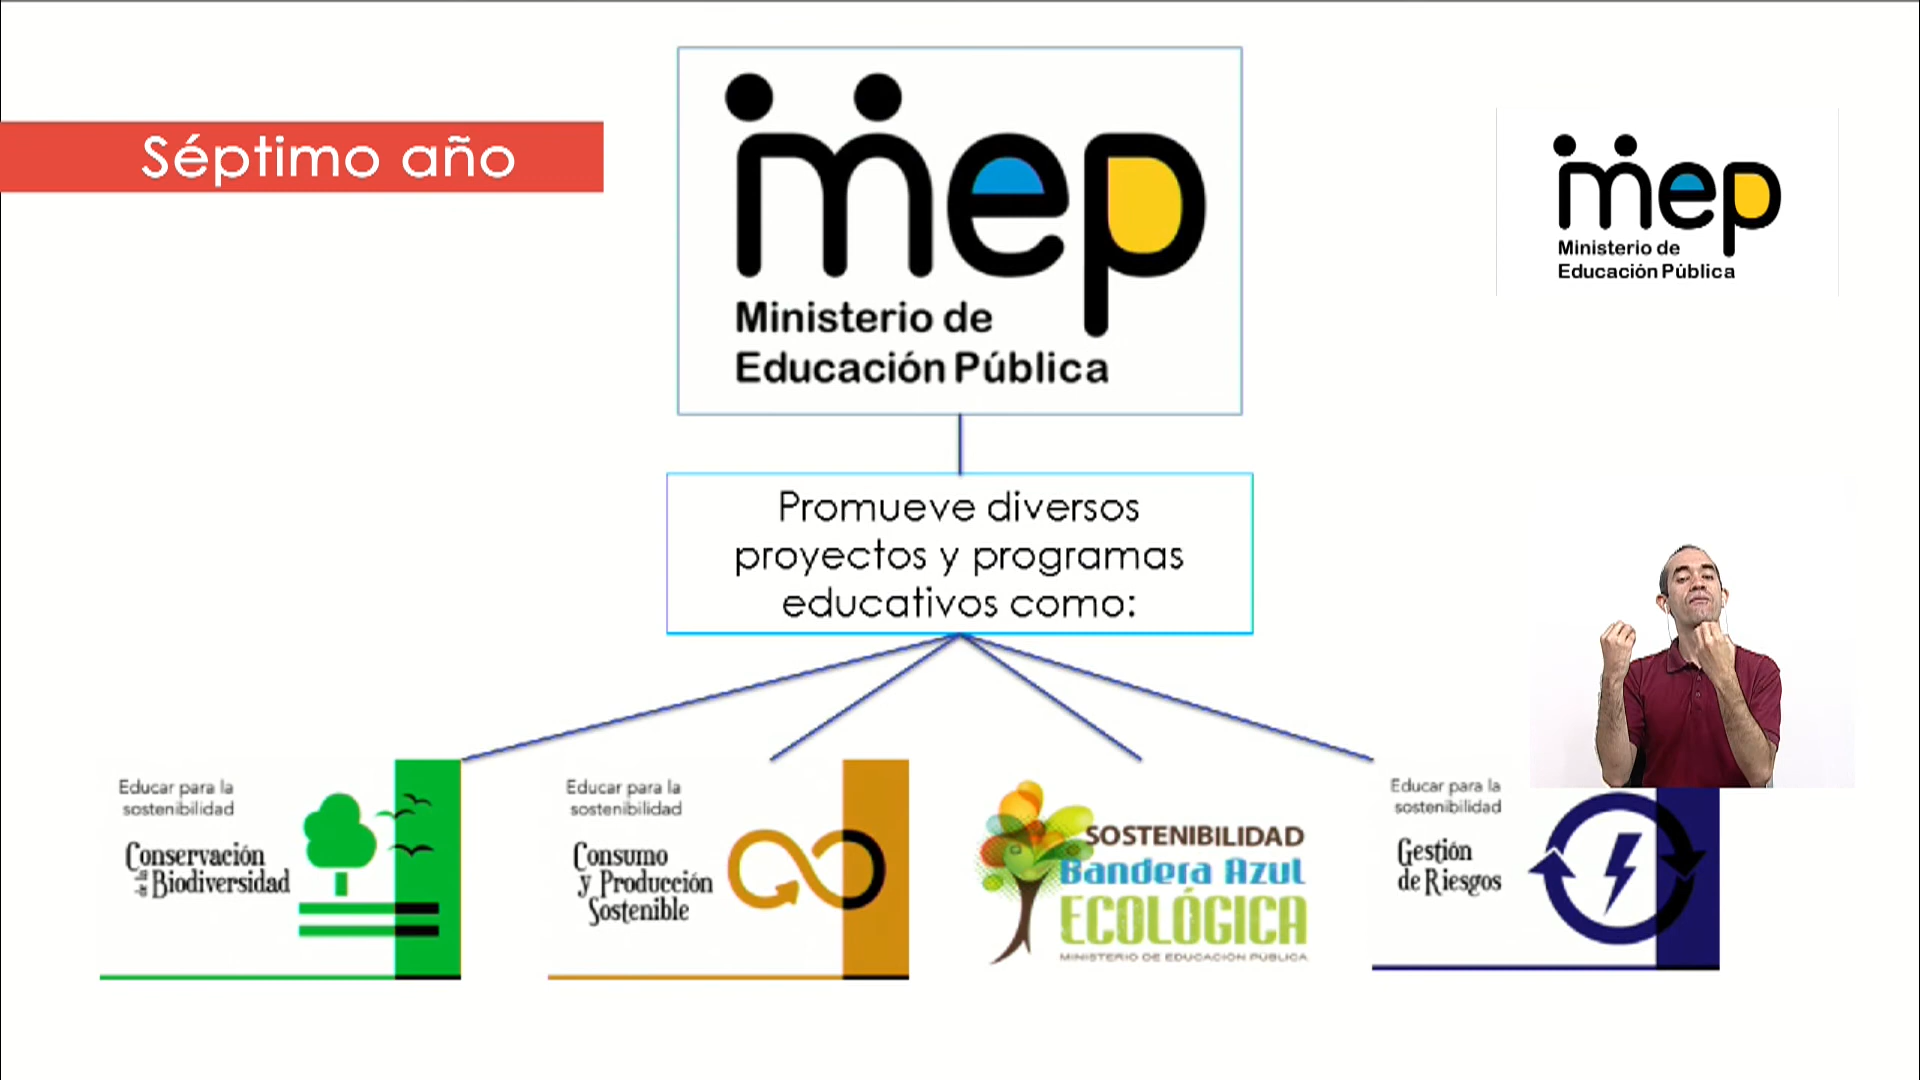 Séptimo año
mep
Ministerio de
Educación Pública
mep
Ministerio de
Educación Pública
Promueve diversos
proyectos y programas
educativos como:
Educar para la
sostenibilidad
Conservación
de la Biodiversidad
Educar para la
sostenibilidad
Consumo
y Producción
Sostenible
SOSTENIBILIDAD
Bandera Azul
ECOLÓGICA
MINISTERIO DE EDUCACIÓN PÚBLICA
Educar para la
sostenibilidad
Gestión
de Riesgos